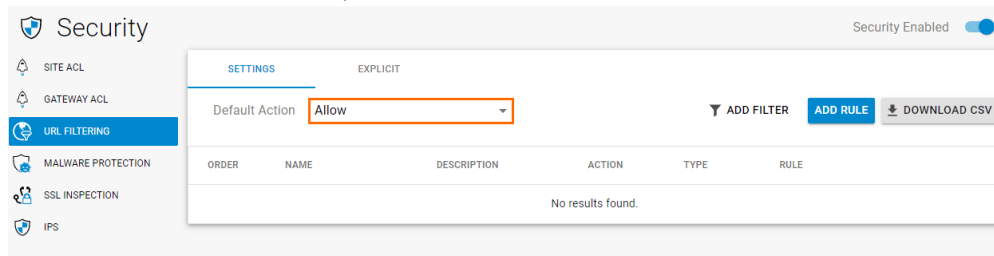 Security
Security Enabled
SITE ACL
GATEWAY ACL
URL FILTERING
MALWARE PROTECTION
SSL INSPECTION
IPS
SETTINGS EXPLICIT
Default Action Allow ADD FILTER ADD RULE DOWNLOAD CSV
ORDER NAME DESCRIPTION ACTION TYPE RULE
No results found.